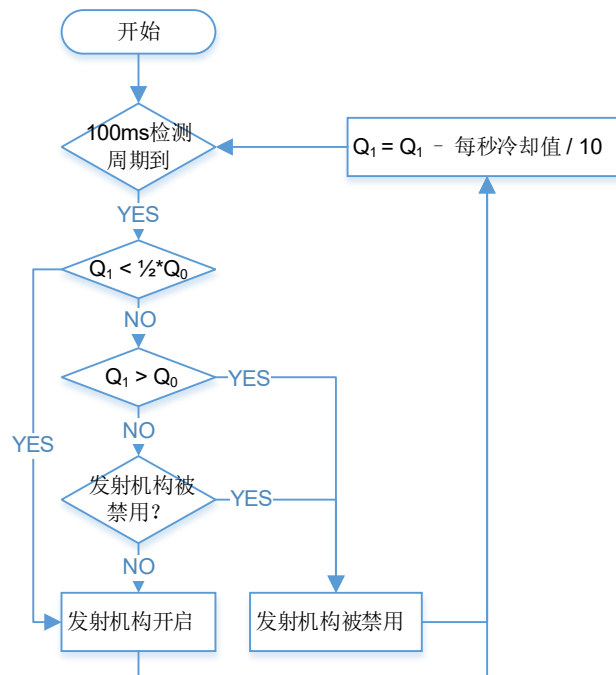 开始
100ms检测
周期到
Q₁ = Q₁ - 每秒冷却值 / 10
YES
Q₁ < ½*Q₀
NO
Q₁ > Q₀
YES
NO
YES
发射机构被
禁用？
YES
NO
发射机构开启
发射机构被禁用